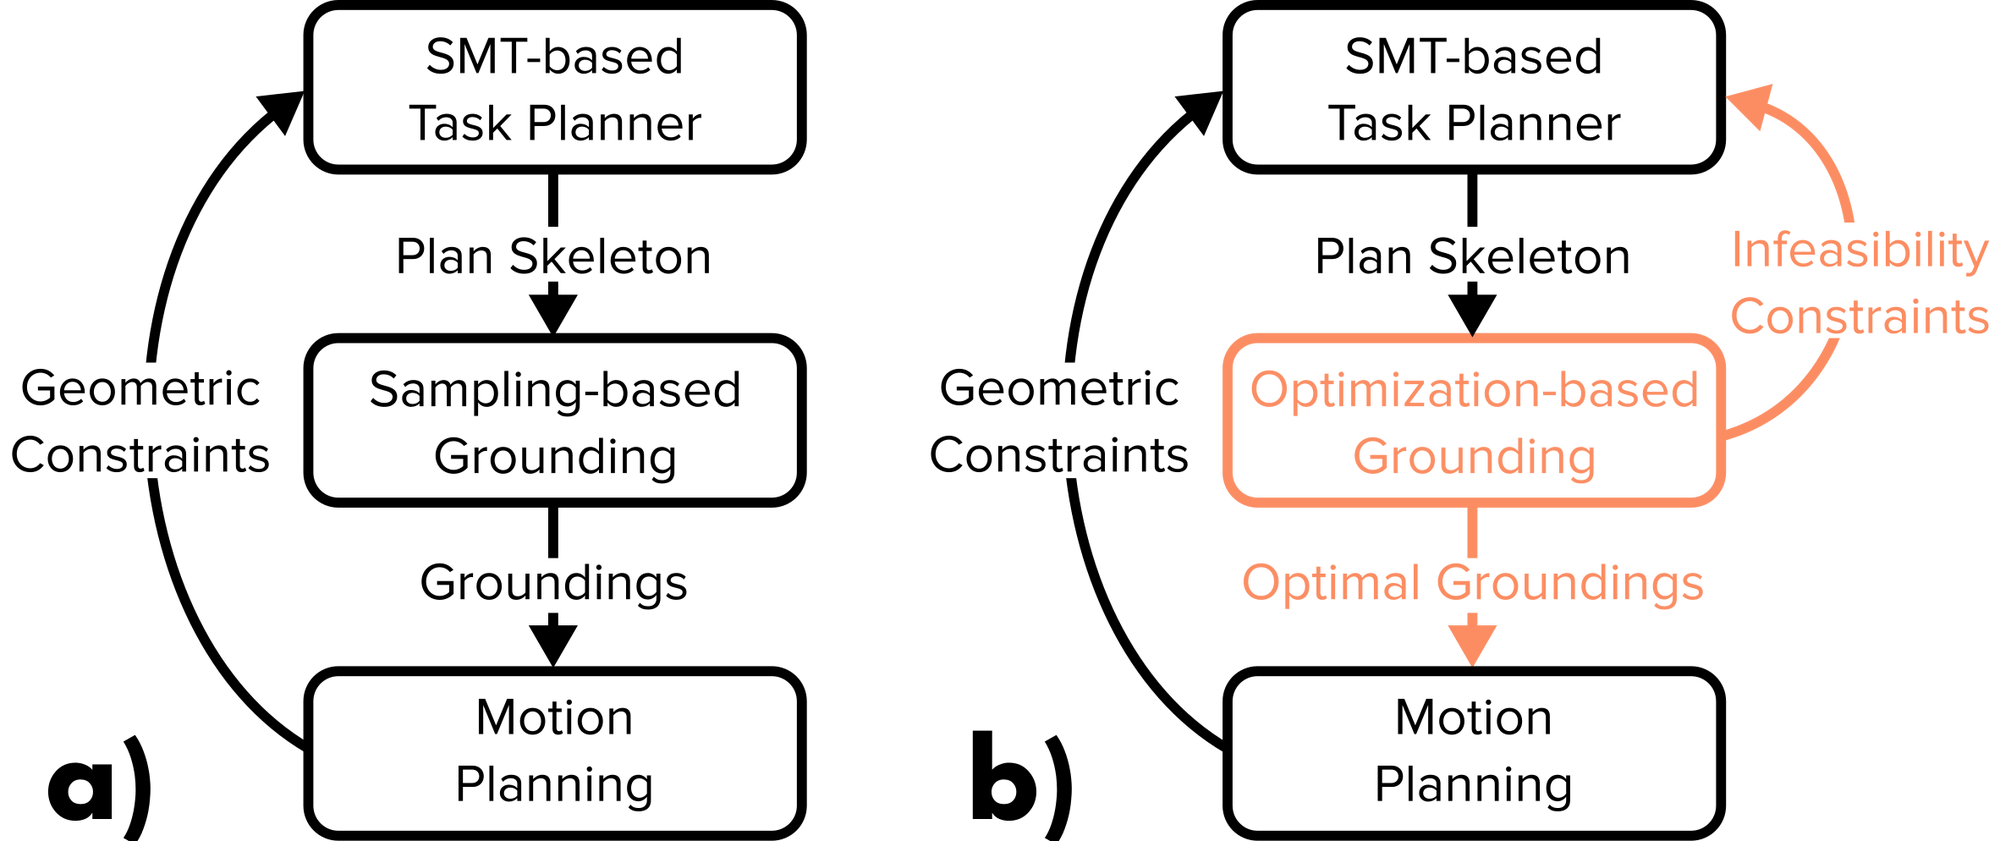 SMT-based
Task Planner
Plan Skeleton
Geometric
Constraints
Sampling-based
Grounding
Groundings
Motion
Planning
a)
SMT-based
Task Planner
Plan Skeleton
Infeasibility
Constraints
Geometric
Constraints
Optimization-based
Grounding
Optimal Groundings
Motion
Planning
b)